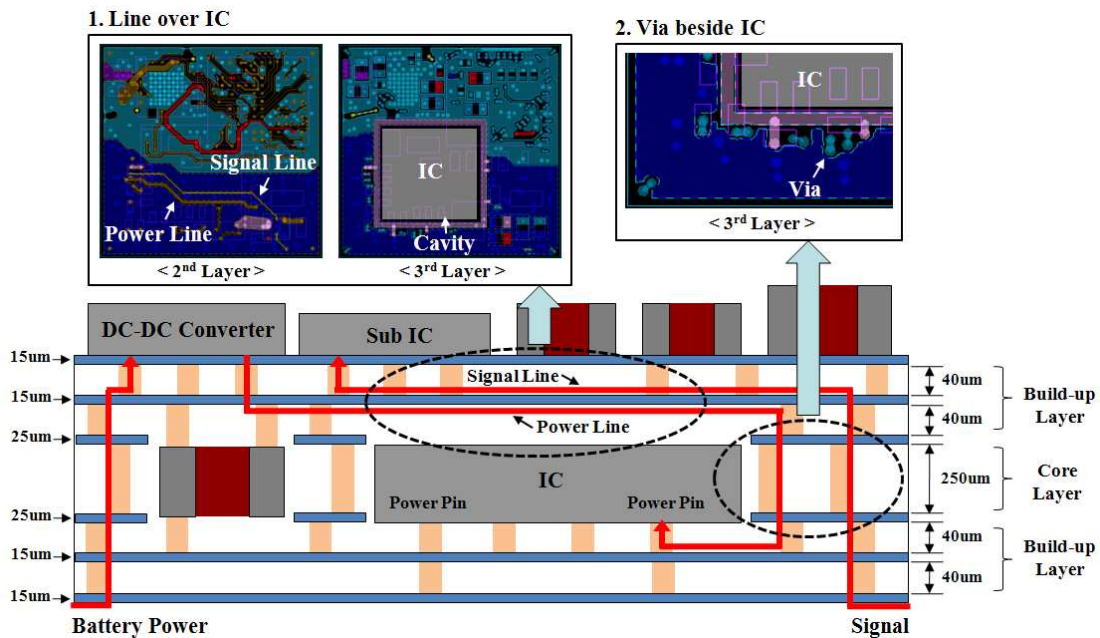 1. Line over IC
2. Via beside IC
Signal Line
Power Line
< 2nd Layer >
IC
Cavity
< 3rd Layer >
IC
Via
< 3rd Layer >
DC-DC Converter
Sub IC
15um
Signal Line
40um
15um
Power Line
40um
Build-up
Layer
25um
IC
Power Pin
Power Pin
250um
Core
Layer
25um
40um
15um
40um
Build-up
Layer
15um
Battery Power
Signal